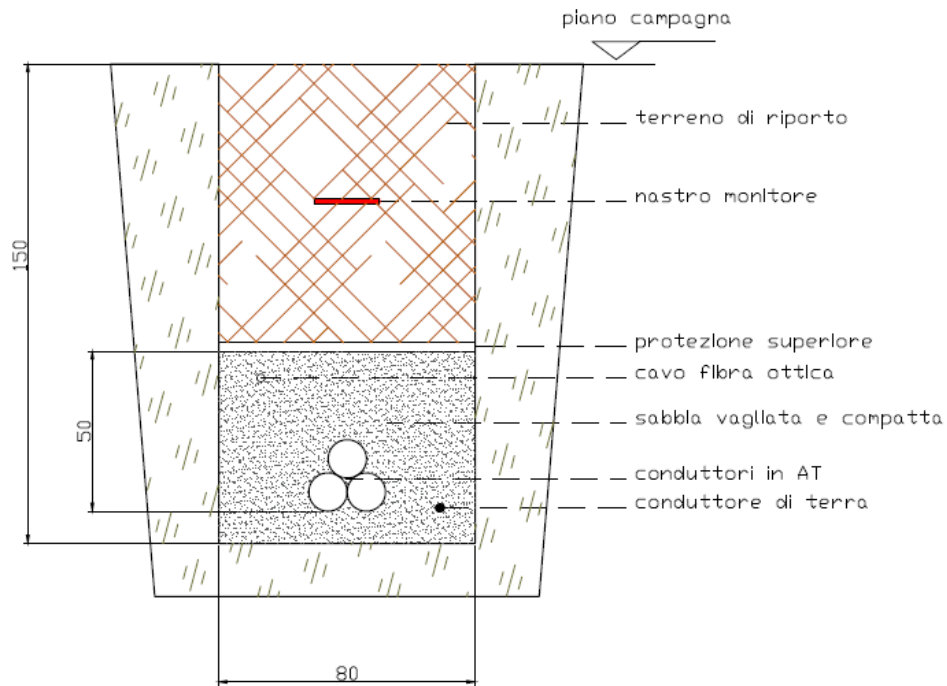 piano campagna
terreno di riporto
nastro monitore
protezione superiore
cavo fibra ottica
sabbia vagliata e compatta
conduttori in AT
conduttore di terra
150
50
80